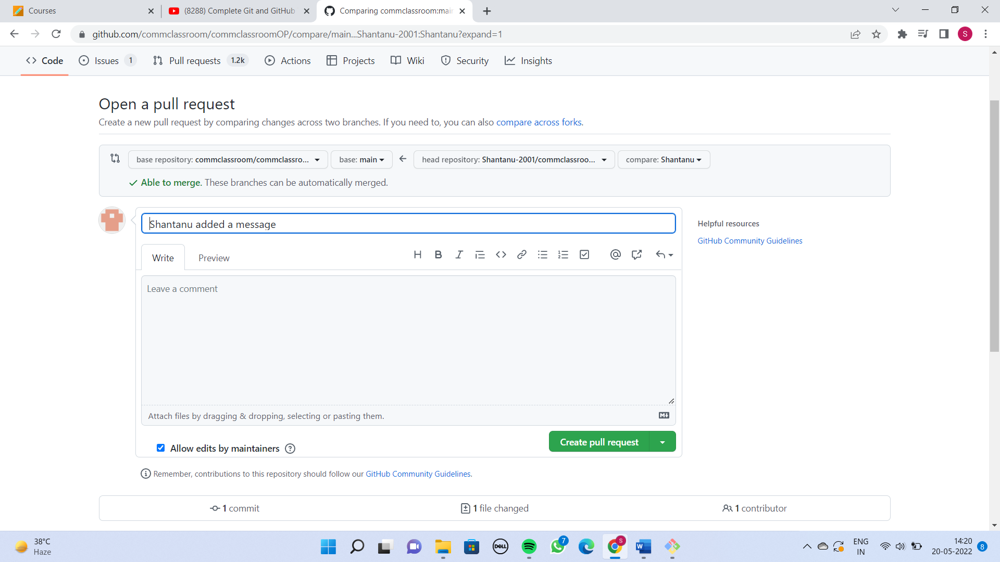 Courses
(8288) Complete Git and GitHub
Comparing commclassroom:main
github.com/commclassroom/commclassroomOP/compare/main...Shantanu-2001:Shantanu?expand=1
S
Code
Issues 1
Pull requests 1.2k
Actions
Projects
Wiki
Security
Insights
Open a pull request
Create a new pull request by comparing changes across two branches. If you need to, you can also compare across forks.
base repository: commclassroom/commclassro...
base: main
head repository: Shantanu-2001/commclassroo...
compare: Shantanu
Able to merge. These branches can be automatically merged.
Shantanu added a message
Helpful resources
GitHub Community Guidelines
Write
Preview
Leave a comment
Attach files by dragging & dropping, selecting or pasting them.
Allow edits by maintainers
Create pull request
Remember, contributions to this repository should follow our GitHub Community Guidelines.
1 commit
1 file changed
1 contributor
38°C
Haze
DELL
7
S
W
ENG
IN
14:20
20-05-2022
8